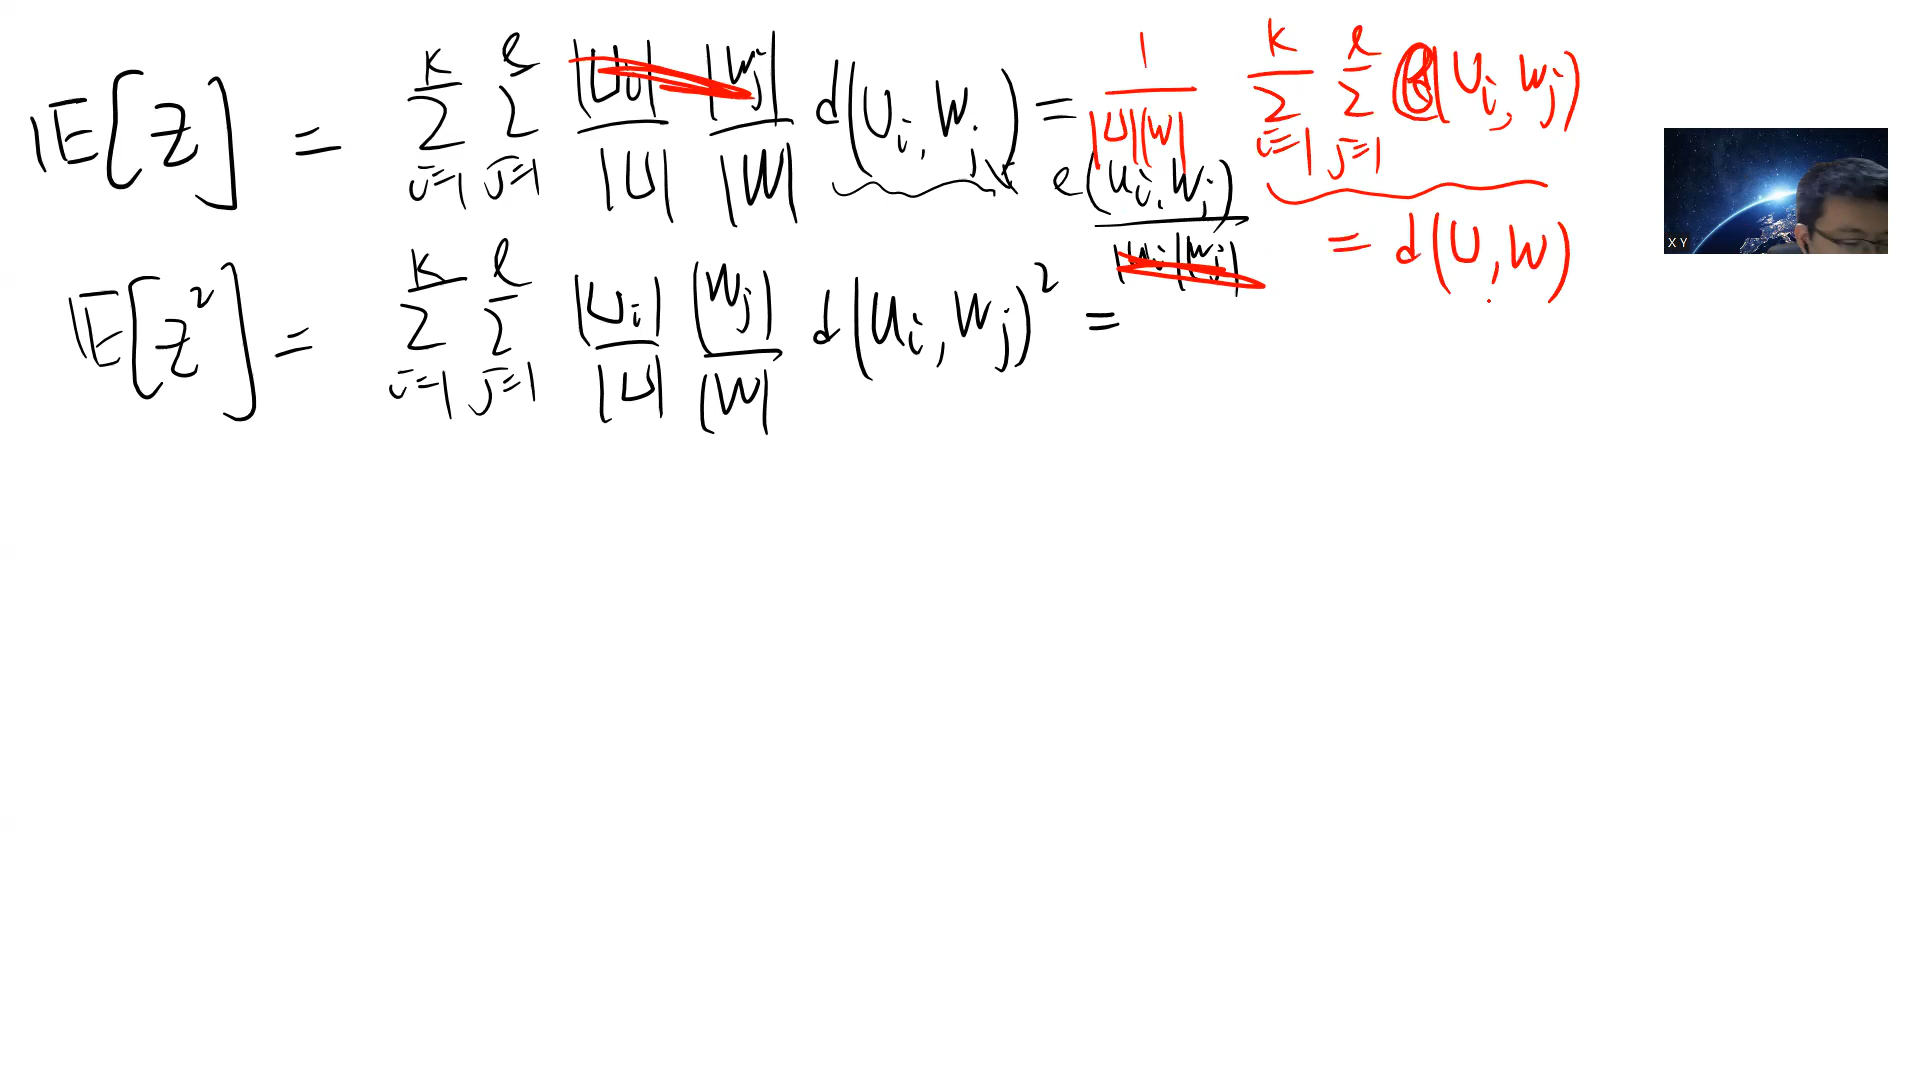 𝔼[Z] = Σ_{i=1}^{k} Σ_{j=1}^{ℓ} |U_i|/|U| |W_j|/|W| d(U_i, W_j) = 1/(|U||W|) Σ_{i=1}^{k} Σ_{j=1}^{ℓ} e(U_i, W_j)
e(U_i, W_j)/(|U_i||W_j|)
= d(U, W)
𝔼[Z²] = Σ_{i=1}^{k} Σ_{j=1}^{ℓ} |U_i|/|U| |W_j|/|W| d(U_i, W_j)² =
X Y